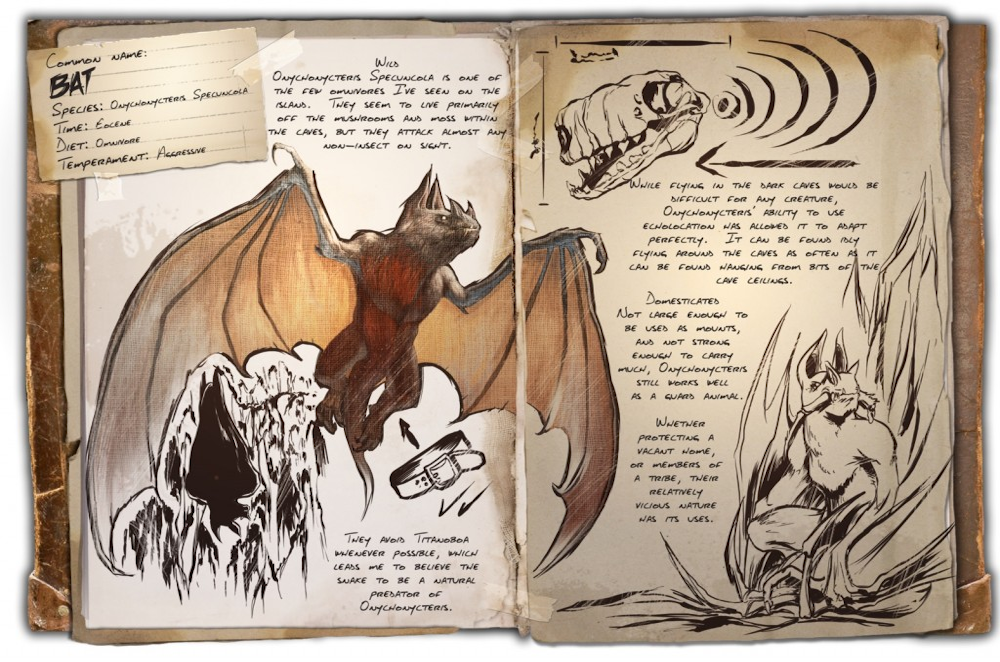 Common name:
BAT
Species: Onychonycteris Specuncola
Time: Eocene
Diet: Omnivore
Temperament: Aggressive
Wild
Onychonycteris Specuncola is one of
the few omnivores I've seen on the
island. They seem to live primarily
off the mushrooms and moss within
the caves, but they attack almost any
non-insect on sight.
They avoid Titanoboa
whenever possible, which
leads me to believe the
snake to be a natural
predator of
Onychonycteris.
While flying in the dark caves would be
difficult for any creature,
Onychonycteris' ability to use
echolocation has allowed it to adapt
perfectly. It can be found idly
flying around the caves as often as it
can be found hanging from bits of the
cave ceilings.
Domesticated
Not large enough to
be used as mounts,
and not strong
enough to carry
much, Onychonycteris
still works well
as a guard animal.
Whether
protecting a
vacant home,
or members of
a tribe, their
relatively
vicious nature
has its uses.